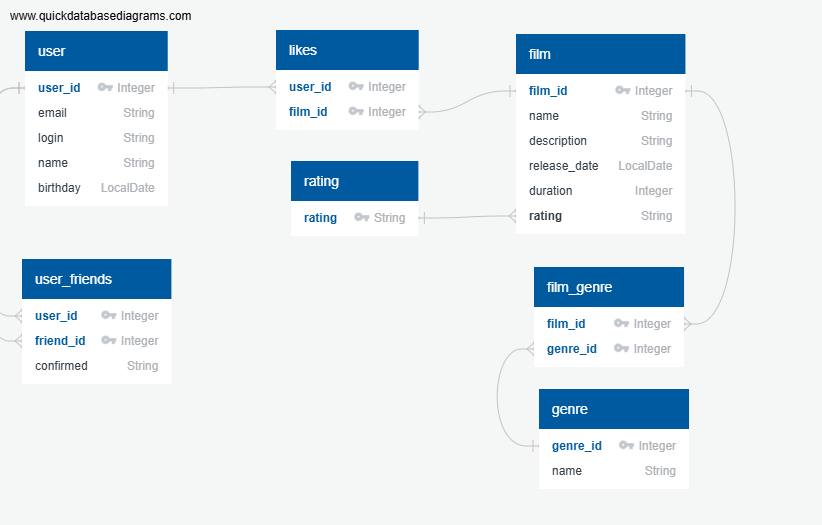 www.quickdatabasediagrams.com
user
user_id Integer
email String
login String
name String
birthday LocalDate
likes
user_id Integer
film_id Integer
film
film_id Integer
name String
description String
release_date LocalDate
duration Integer
rating String
rating
rating String
user_friends
user_id Integer
friend_id Integer
confirmed String
film_genre
film_id Integer
genre_id Integer
genre
genre_id Integer
name String